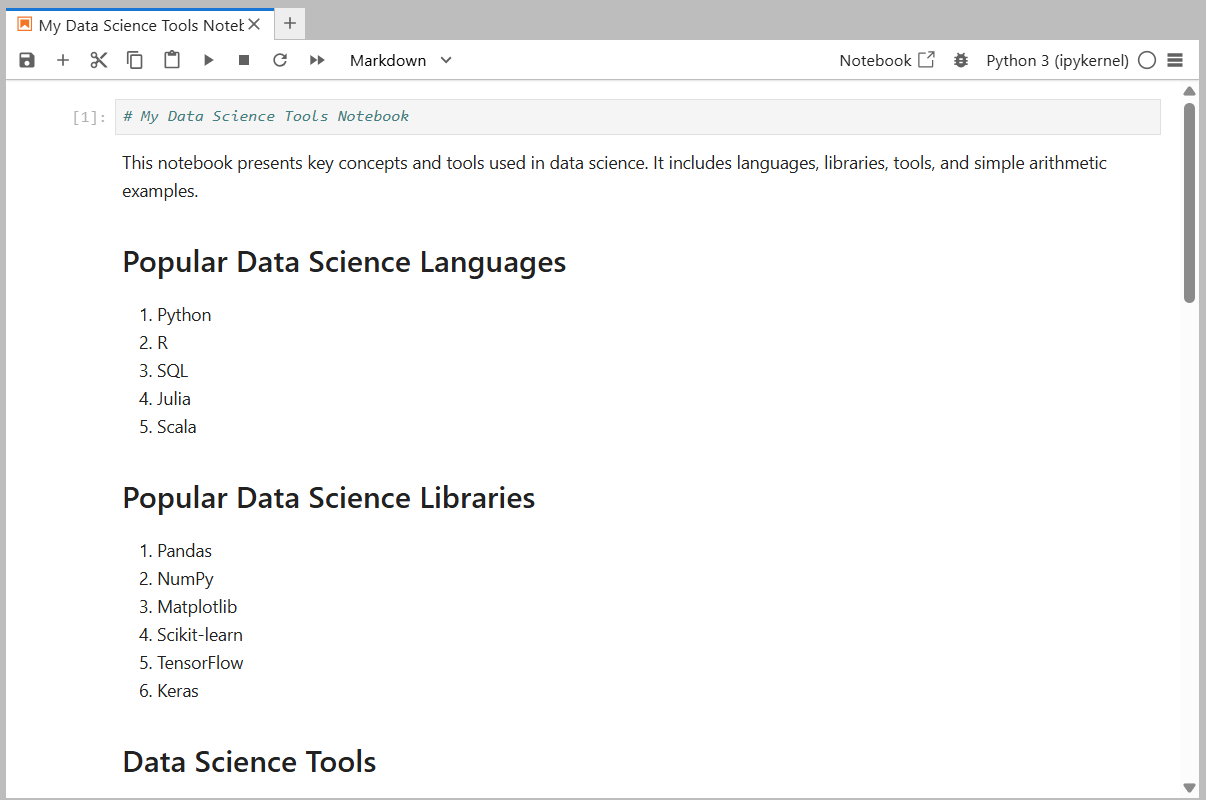 My Data Science Tools Noteb
Markdown
Notebook
Python 3 (ipykernel)
[1]:
# My Data Science Tools Notebook
This notebook presents key concepts and tools used in data science. It includes languages, libraries, tools, and simple arithmetic
examples.
Popular Data Science Languages
1. Python
2. R
3. SQL
4. Julia
5. Scala
Popular Data Science Libraries
1. Pandas
2. NumPy
3. Matplotlib
4. Scikit-learn
5. TensorFlow
6. Keras
Data Science Tools